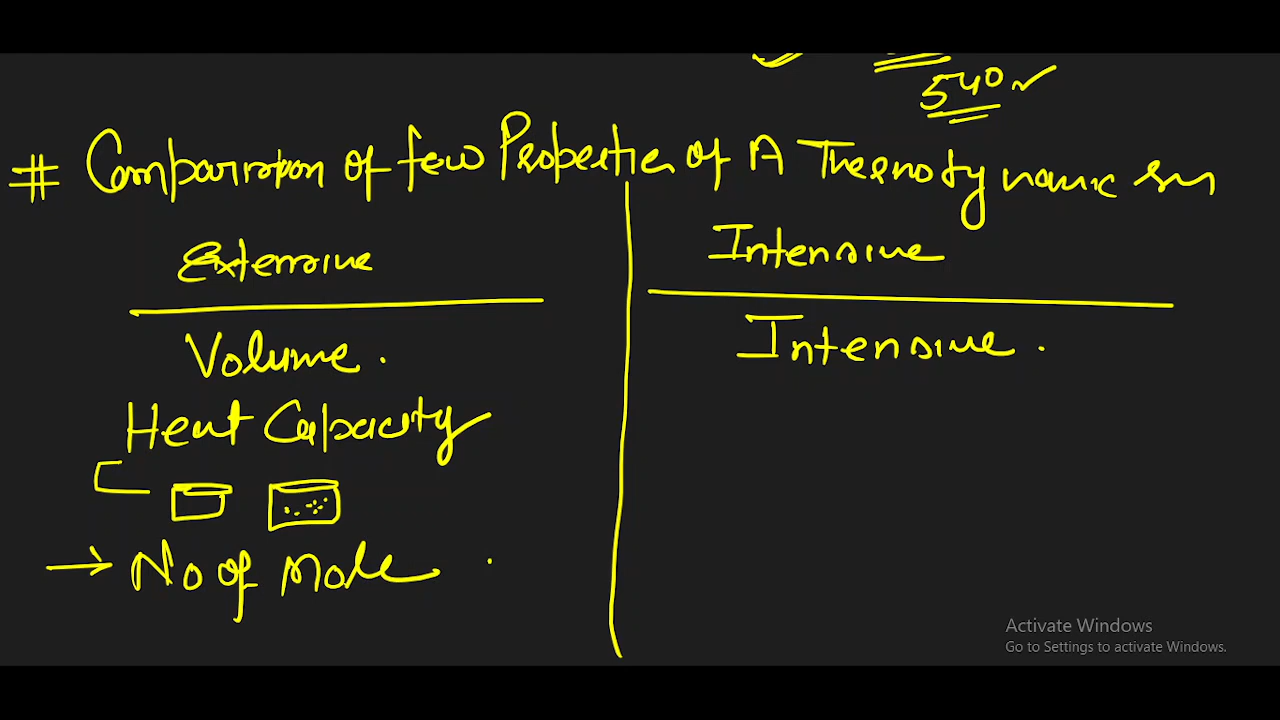 540
# Comparison of few Properties of A Thermodynamic sm
Extensive
Intensive
Volume.
Intensive.
Heat Capacity
→ No of mole
Activate Windows
Go to Settings to activate Windows.